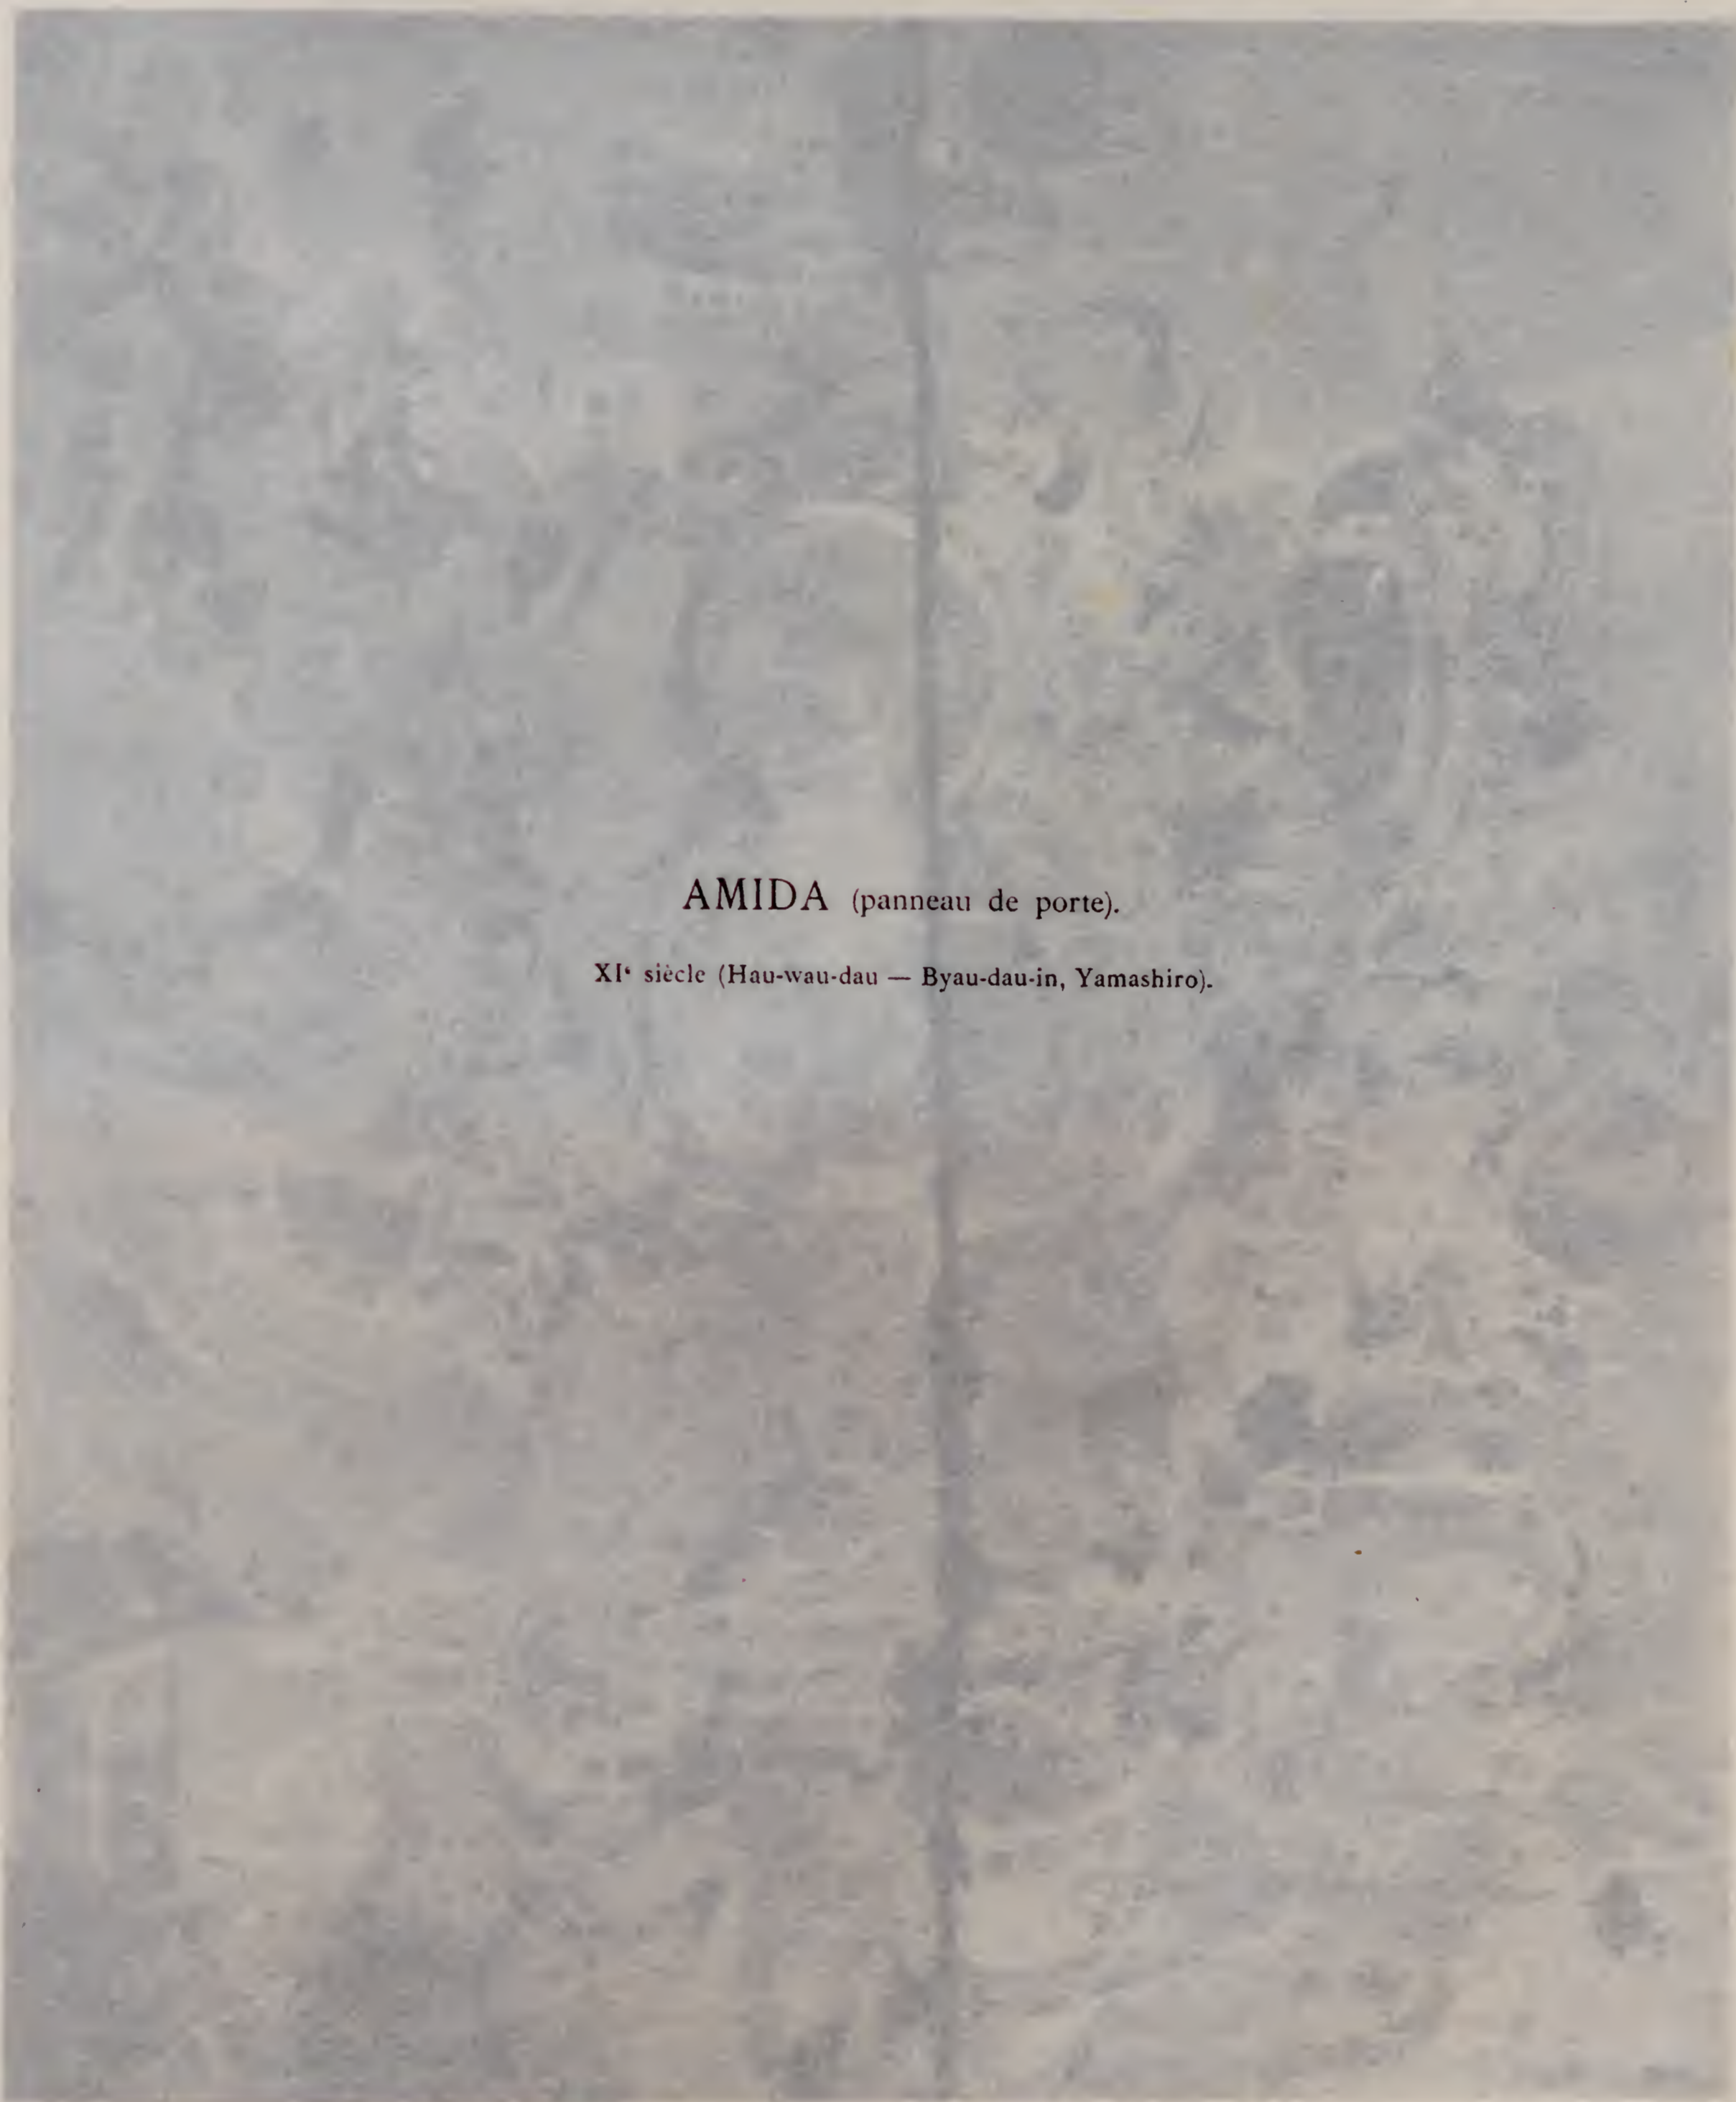 AMIDA (panneau de porte).
XIᵉ siècle (Hau-wau-dau — Byau-dau-in, Yamashiro).